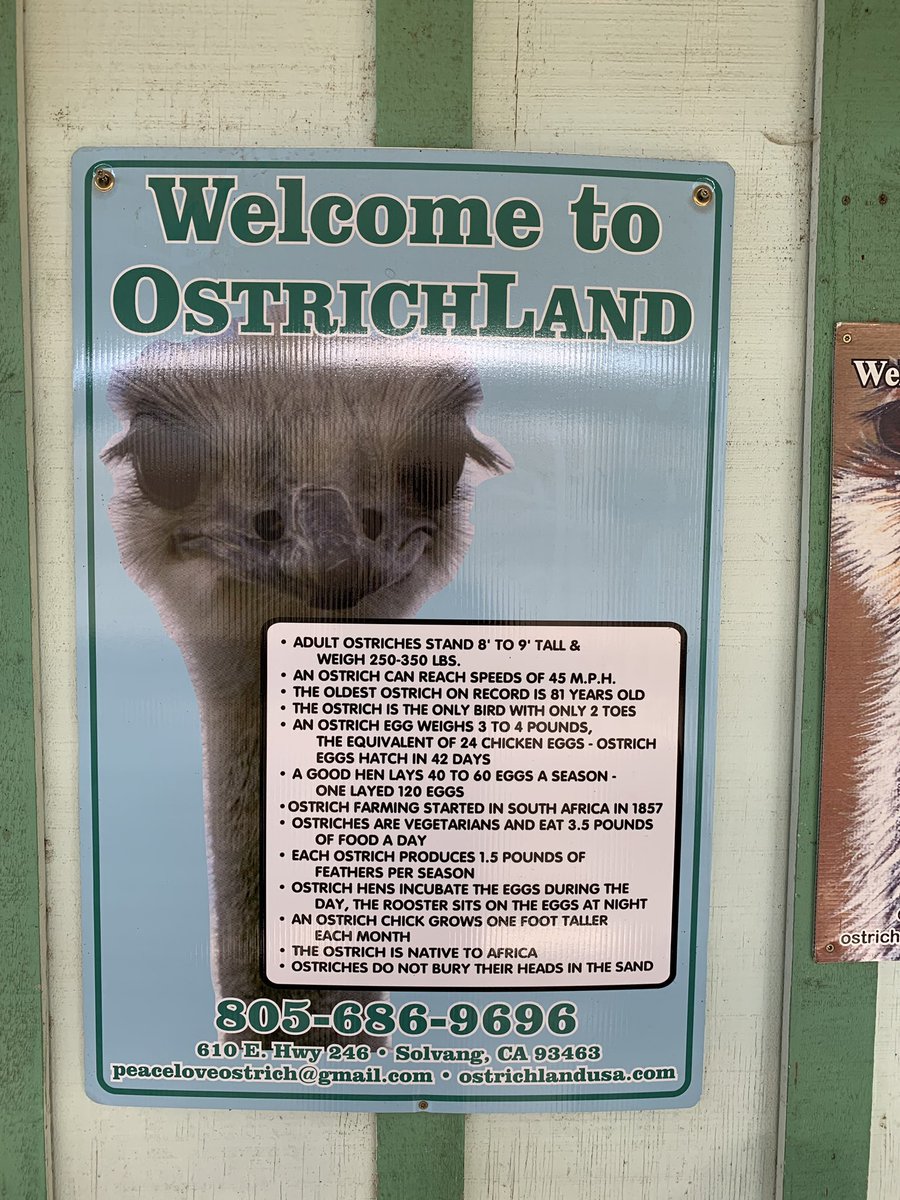 Welcome to
OSTRICHLAND
• ADULT OSTRICHES STAND 8' TO 9' TALL &
WEIGH 250-350 LBS.
• AN OSTRICH CAN REACH SPEEDS OF 45 M.P.H.
• THE OLDEST OSTRICH ON RECORD IS 81 YEARS OLD
• THE OSTRICH IS THE ONLY BIRD WITH ONLY 2 TOES
• AN OSTRICH EGG WEIGHS 3 TO 4 POUNDS,
THE EQUIVALENT OF 24 CHICKEN EGGS - OSTRICH
EGGS HATCH IN 42 DAYS
• A GOOD HEN LAYS 40 TO 60 EGGS A SEASON -
ONE LAYED 120 EGGS
• OSTRICH FARMING STARTED IN SOUTH AFRICA IN 1857
• OSTRICHES ARE VEGETARIANS AND EAT 3.5 POUNDS
OF FOOD A DAY
• EACH OSTRICH PRODUCES 1.5 POUNDS OF
FEATHERS PER SEASON
• OSTRICH HENS INCUBATE THE EGGS DURING THE
DAY, THE ROOSTER SITS ON THE EGGS AT NIGHT
• AN OSTRICH CHICK GROWS ONE FOOT TALLER
EACH MONTH
• THE OSTRICH IS NATIVE TO AFRICA
• OSTRICHES DO NOT BURY THEIR HEADS IN THE SAND
805-686-9696
610 E. Hwy 246 • Solvang, CA 93463
peaceloveostrich@gmail.com • ostrichlandusa.com
We
ostrich